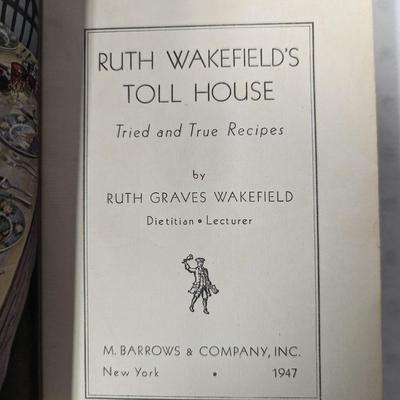 RUTH WAKEFIELD'S
TOLL HOUSE
Tried and True Recipes
by
RUTH GRAVES WAKEFIELD
Dietitian • Lecturer
M. BARROWS & COMPANY, INC.
New York • 1947